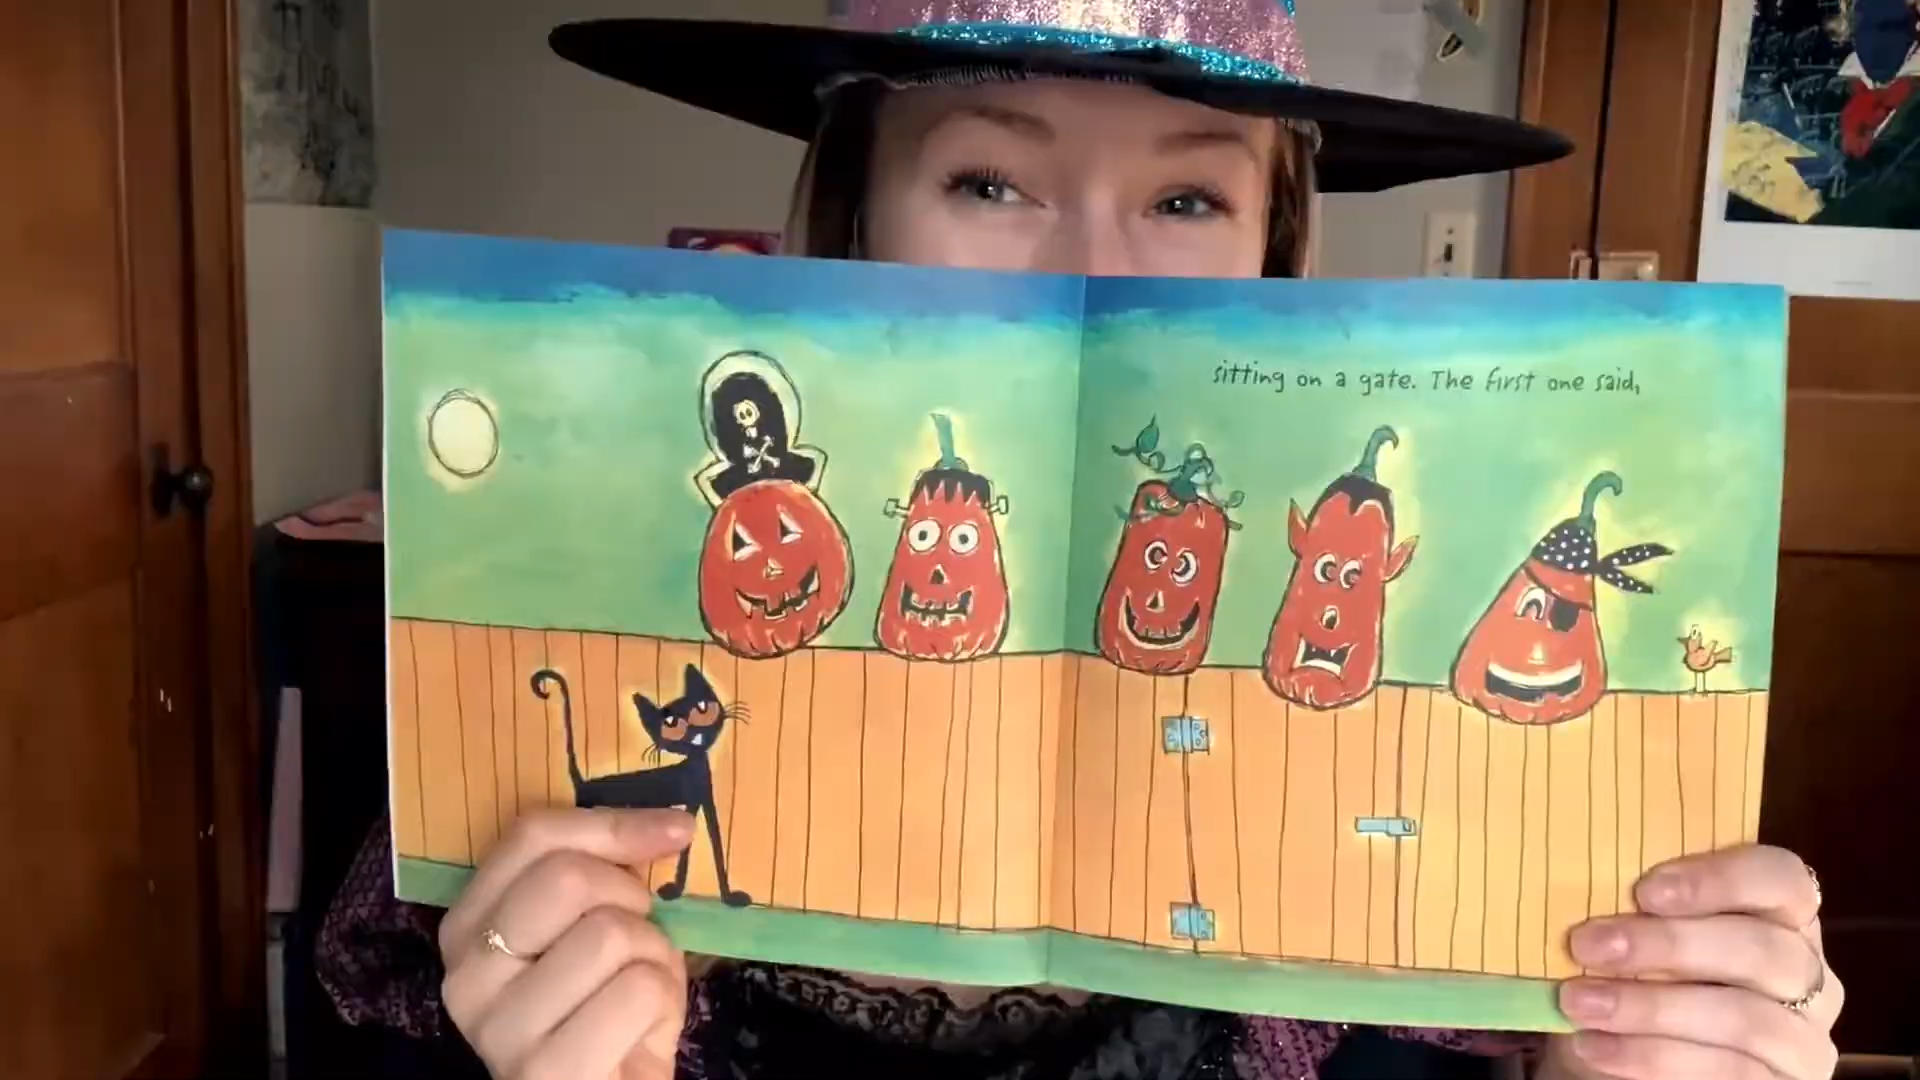 sitting on a gate. The first one said,